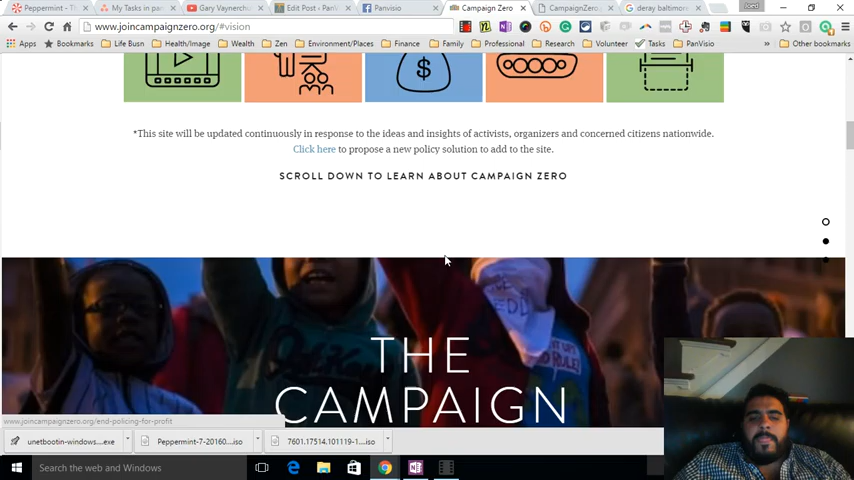 Peppermint - Th
My Tasks in pan
Gary Vaynerchu
Edit Post ‹ PanV
Panvisio
Campaign Zero
CampaignZero.
deray baltimore
www.joincampaignzero.org/#vision
Apps Bookmarks Life Busn Health/Image Wealth Zen Environment/Places Finance Family Professional Research Volunteer Tasks PanVisio » Other bookmarks
$
*This site will be updated continuously in response to the ideas and insights of activists, organizers and concerned citizens nationwide.
Click here to propose a new policy solution to add to the site.
SCROLL DOWN TO LEARN ABOUT CAMPAIGN ZERO
THE
CAMPAIGN
www.joincampaignzero.org/end-policing-for-profit
unetbootin-windows....exe
Peppermint-7-20160...iso
7601.17514.101119-1....iso
Search the web and Windows